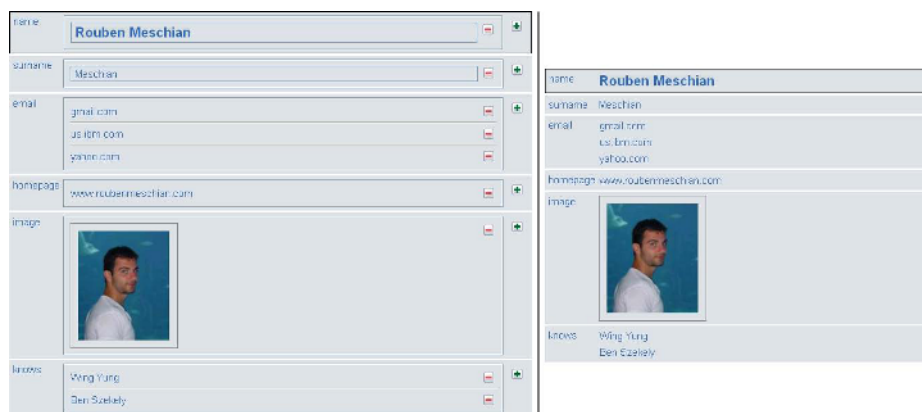 name Rouben Meschian
surname Meschian
email gmail.com
us.ibm.com
yahoo.com
homepage www.roubenmeschian.com
image
knows Wing Yung
Ben Szekely
name Rouben Meschian
surname Meschian
email gmail.com
us.ibm.com
yahoo.com
homepage www.roubenmeschian.com
image
knows Wing Yung
Ben Szekely